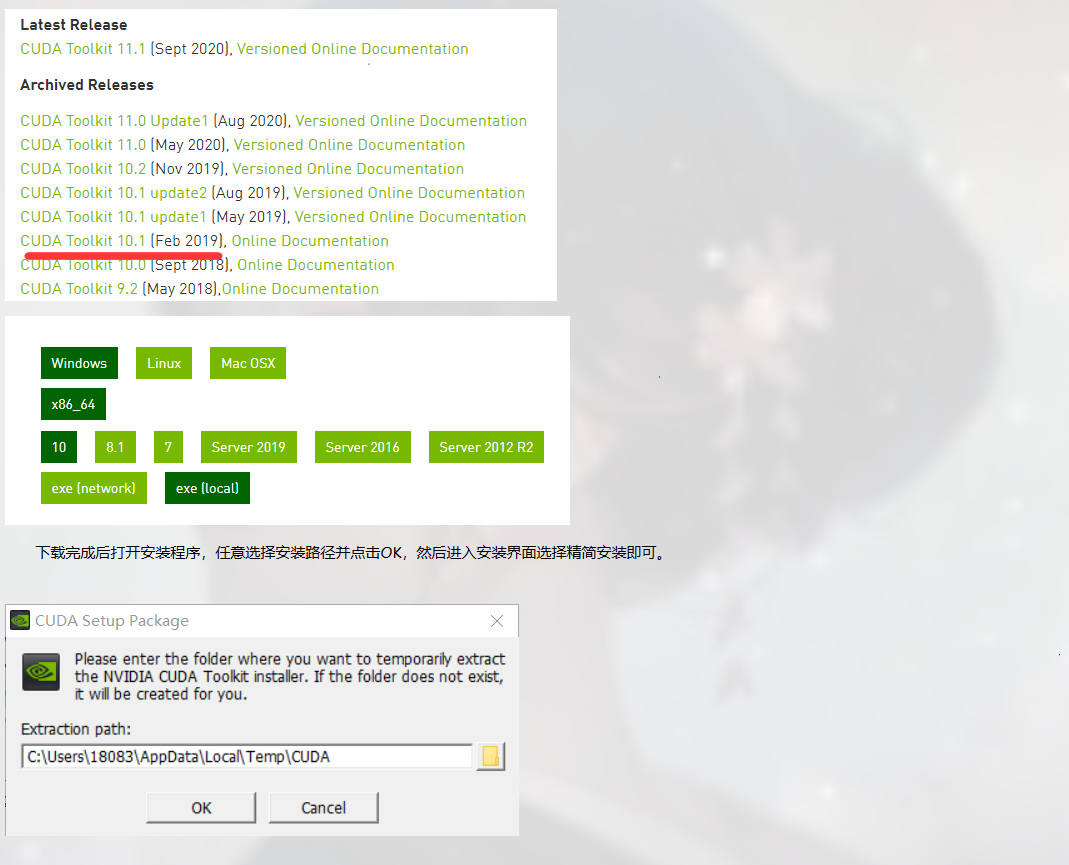 Latest Release
CUDA Toolkit 11.1 (Sept 2020), Versioned Online Documentation
Archived Releases
CUDA Toolkit 11.0 Update1 (Aug 2020), Versioned Online Documentation
CUDA Toolkit 11.0 (May 2020), Versioned Online Documentation
CUDA Toolkit 10.2 (Nov 2019), Versioned Online Documentation
CUDA Toolkit 10.1 update2 (Aug 2019), Versioned Online Documentation
CUDA Toolkit 10.1 update1 (May 2019), Versioned Online Documentation
CUDA Toolkit 10.1 (Feb 2019), Online Documentation
CUDA Toolkit 10.0 (Sept 2018), Online Documentation
CUDA Toolkit 9.2 (May 2018),Online Documentation
Windows Linux Mac OSX
x86_64
10 8.1 7 Server 2019 Server 2016 Server 2012 R2
exe (network) exe (local)
下载完成后打开安装程序，任意选择安装路径并点击OK，然后进入安装界面选择精简安装即可。
CUDA Setup Package
Please enter the folder where you want to temporarily extract
the NVIDIA CUDA Toolkit installer. If the folder does not exist,
it will be created for you.
Extraction path:
C:\Users\18083\AppData\Local\Temp\CUDA
OK Cancel